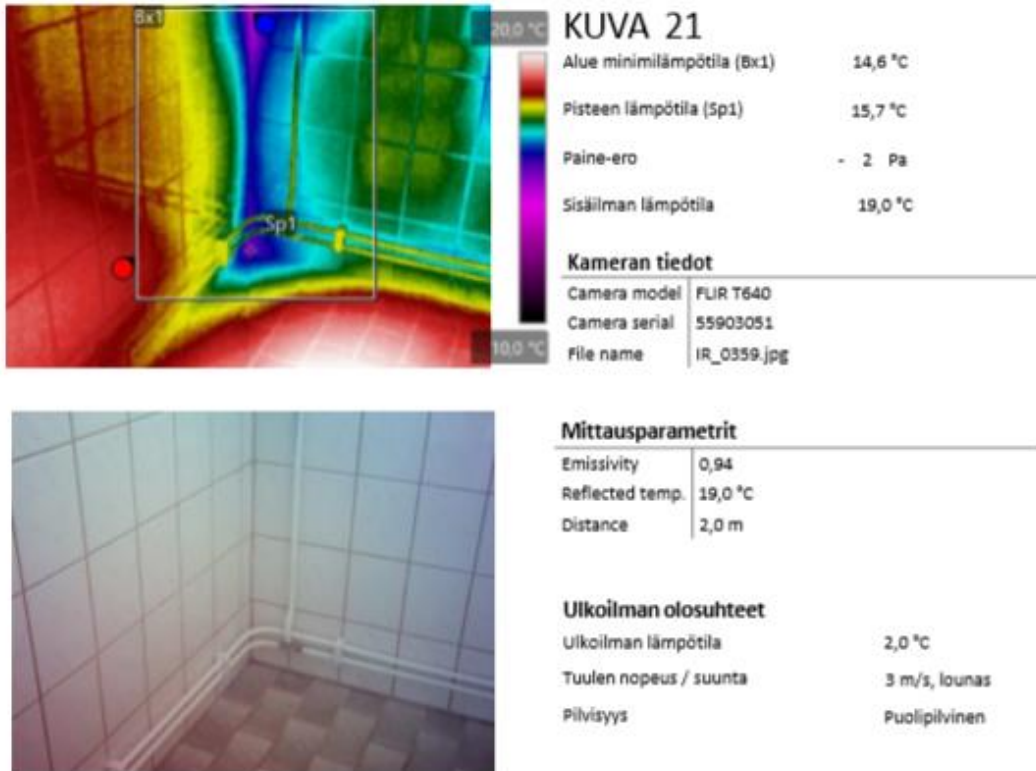 Bx1
Sp1
20,0 °C
10,0 °C
KUVA 21
Alue minimilämpötila (Bx1) 14,6 °C
Pisteen lämpötila (Sp1) 15,7 °C
Paine-ero - 2 Pa
Sisäilman lämpötila 19,0 °C
Kameran tiedot
Camera model FLIR T640
Camera serial 55903051
File name IR_0359.jpg
Mittausparametrit
Emissivity 0,94
Reflected temp. 19,0 °C
Distance 2,0 m
Ulkoilman olosuhteet
Ulkoilman lämpötila 2,0 °C
Tuulen nopeus / suunta 3 m/s, lounas
Pilvisyys Puolipilvinen